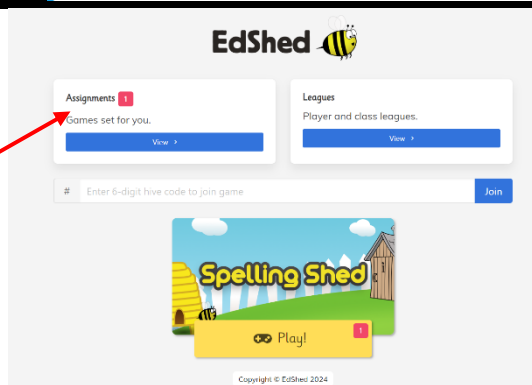 EdShed
Assignments 1
Games set for you.
View >
Leagues
Player and class leagues.
View >
# Enter 6-digit hive code to join game
Join
Spelling Shed
Play!
1
Copyright © EdShed 2024